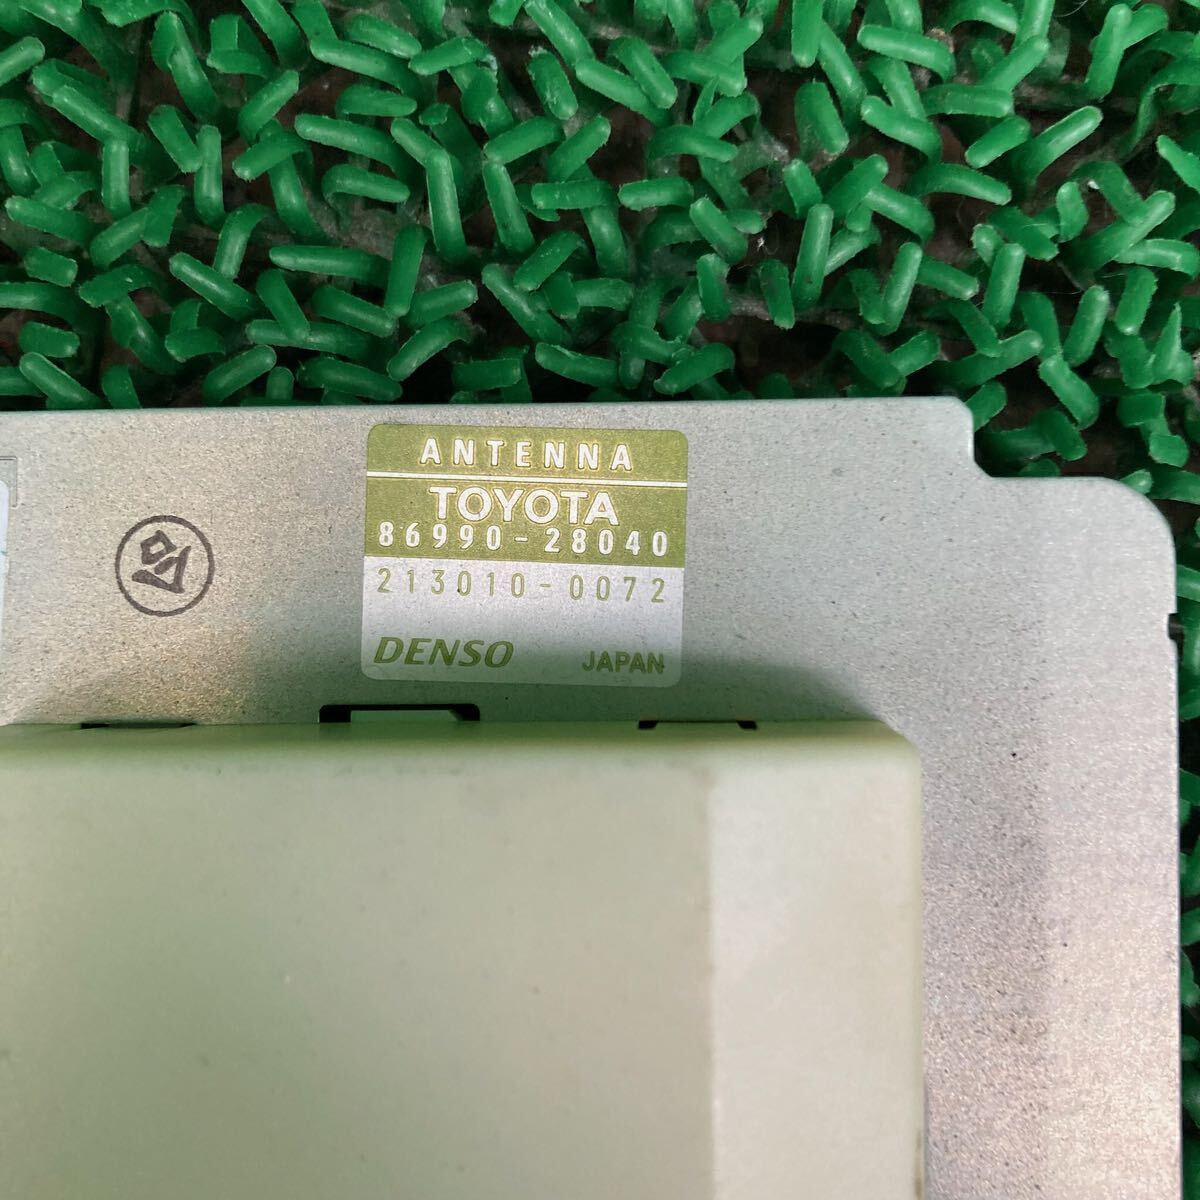 ANTENNA
TOYOTA
86990-28040
213010-0072
DENSO JAPAN